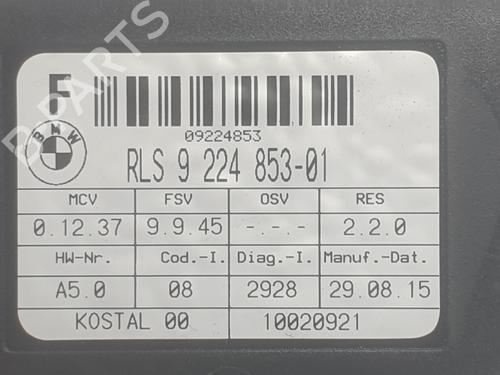 F
B-PARTS
09224853
BMW
RLS 9 224 853-01
MCV FSV OSV RES
0.12.37 9.9.45 -.-.- 2.2.0
HW-Nr. Cod.-I. Diag.-I. Manuf.-Dat.
A5.0 08 2928 29.08.15
KOSTAL 00 10020921